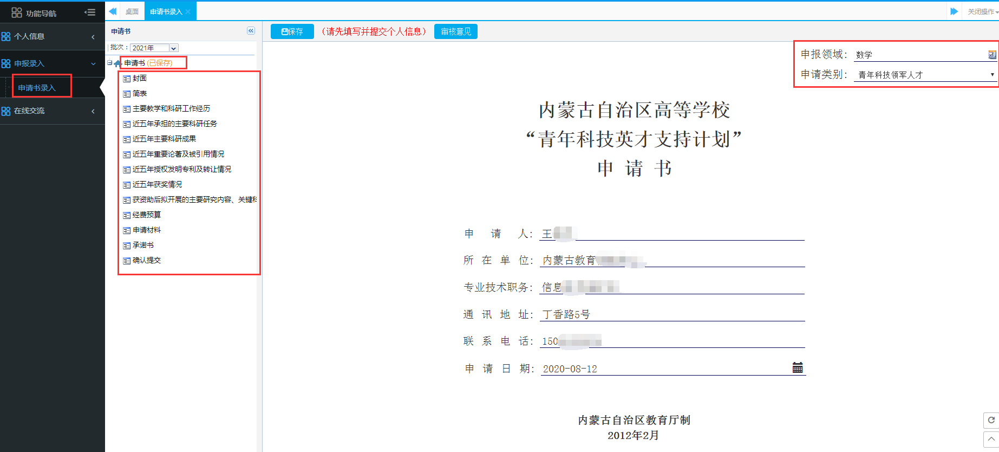 功能导航
个人信息
申报录入
申请书录入
在线交流
桌面
申请书录入
关闭操作
申请书
批次：
2021年
申请书 (已保存)
封面
简表
主要教学和科研工作经历
近五年承担的主要科研任务
近五年主要科研成果
近五年重要论著及被引用情况
近五年授权发明专利及转让情况
近五年获奖情况
获资助后拟开展的主要研究内容、关键科
经费预算
申请材料
承诺书
确认提交
保存 （请先填写并提交个人信息） 审核意见
申报领域： 数学
申请类别： 青年科技领军人才
内蒙古自治区高等学校
“青年科技英才支持计划”
申 请 书
申 请 人： 王
所 在 单 位： 内蒙古教育
专业技术职务： 信息
通 讯 地 址： 丁香路5号
联 系 电 话： 150
申 请 日 期： 2020-08-12
内蒙古自治区教育厅制
2012年2月